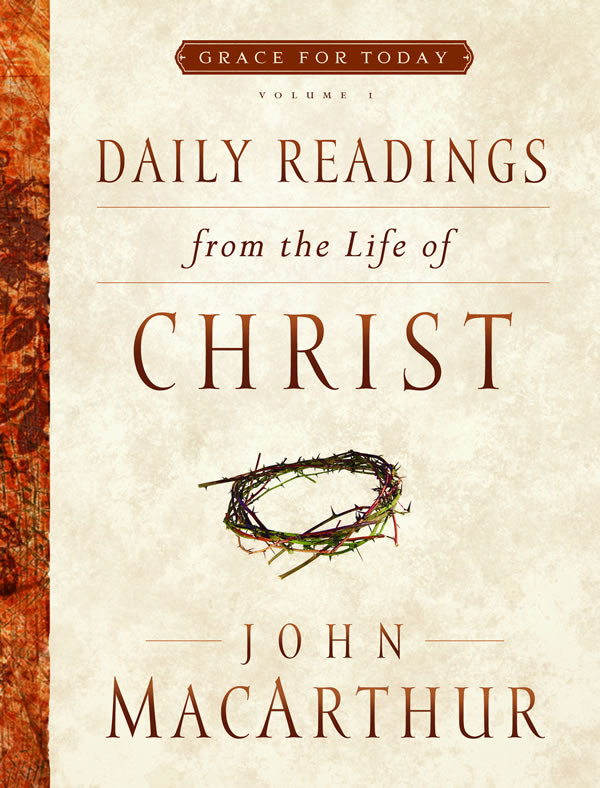 GRACE FOR TODAY
VOLUME 1
DAILY READINGS
from the Life of
CHRIST
JOHN
MACARTHUR